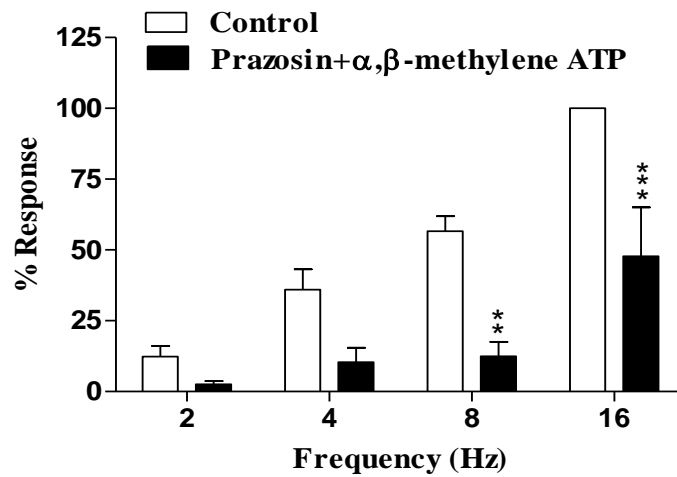 Control
Prazosin+α,β-methylene ATP
% Response
125
100
75
50
25
0
**
***
2 4 8 16
Frequency (Hz)